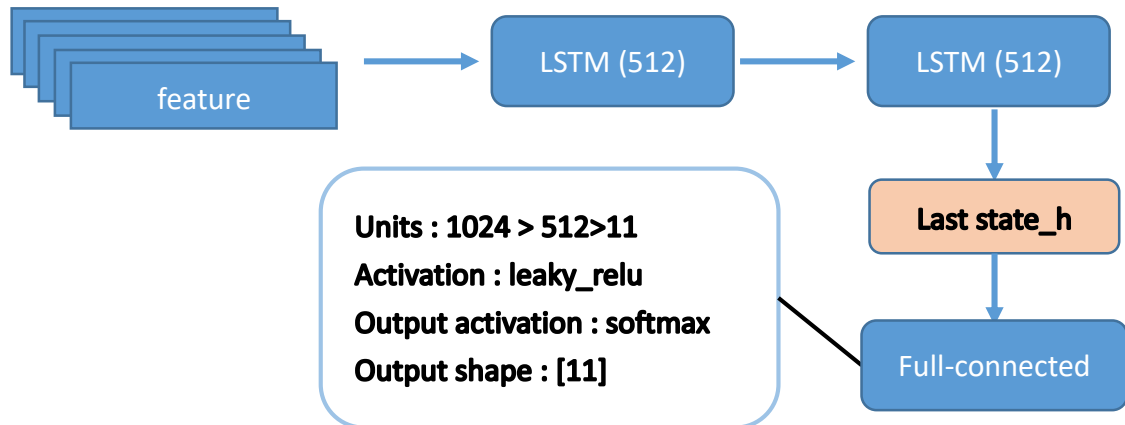 feature
LSTM (512)
LSTM (512)
Last state_h
Full-connected
Units : 1024 > 512>11
Activation : leaky_relu
Output activation : softmax
Output shape : [11]